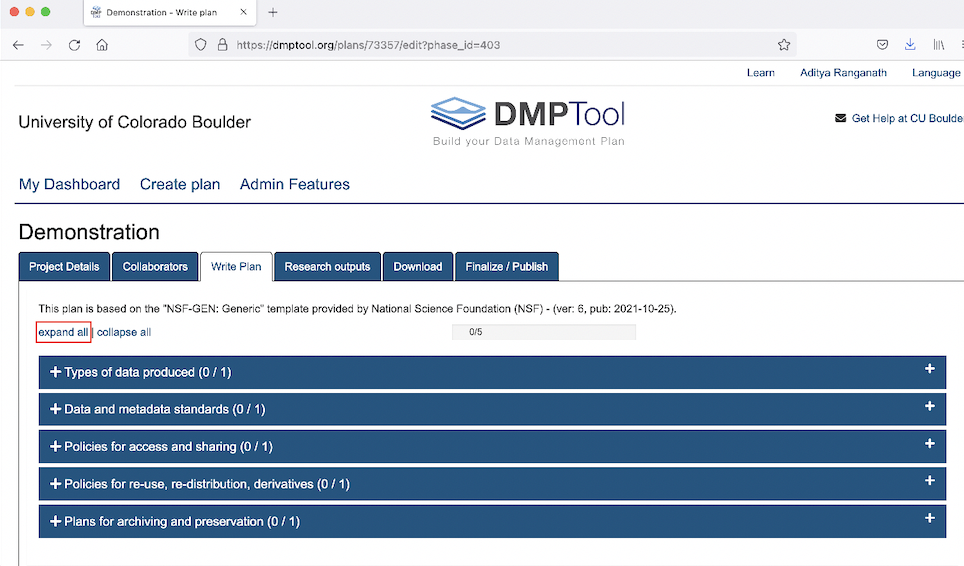 Demonstration - Write plan
https://dmptool.org/plans/73357/edit?phase_id=403
Learn Aditya Ranganath Language
University of Colorado Boulder
DMPTool
Build your Data Management Plan
Get Help at CU Boulder
My Dashboard Create plan Admin Features
Demonstration
Project Details Collaborators Write Plan Research outputs Download Finalize / Publish
This plan is based on the "NSF-GEN: Generic" template provided by National Science Foundation (NSF) - (ver: 6, pub: 2021-10-25).
expand all | collapse all
0/5
Types of data produced (0 / 1)
Data and metadata standards (0 / 1)
Policies for access and sharing (0 / 1)
Policies for re-use, re-distribution, derivatives (0 / 1)
Plans for archiving and preservation (0 / 1)